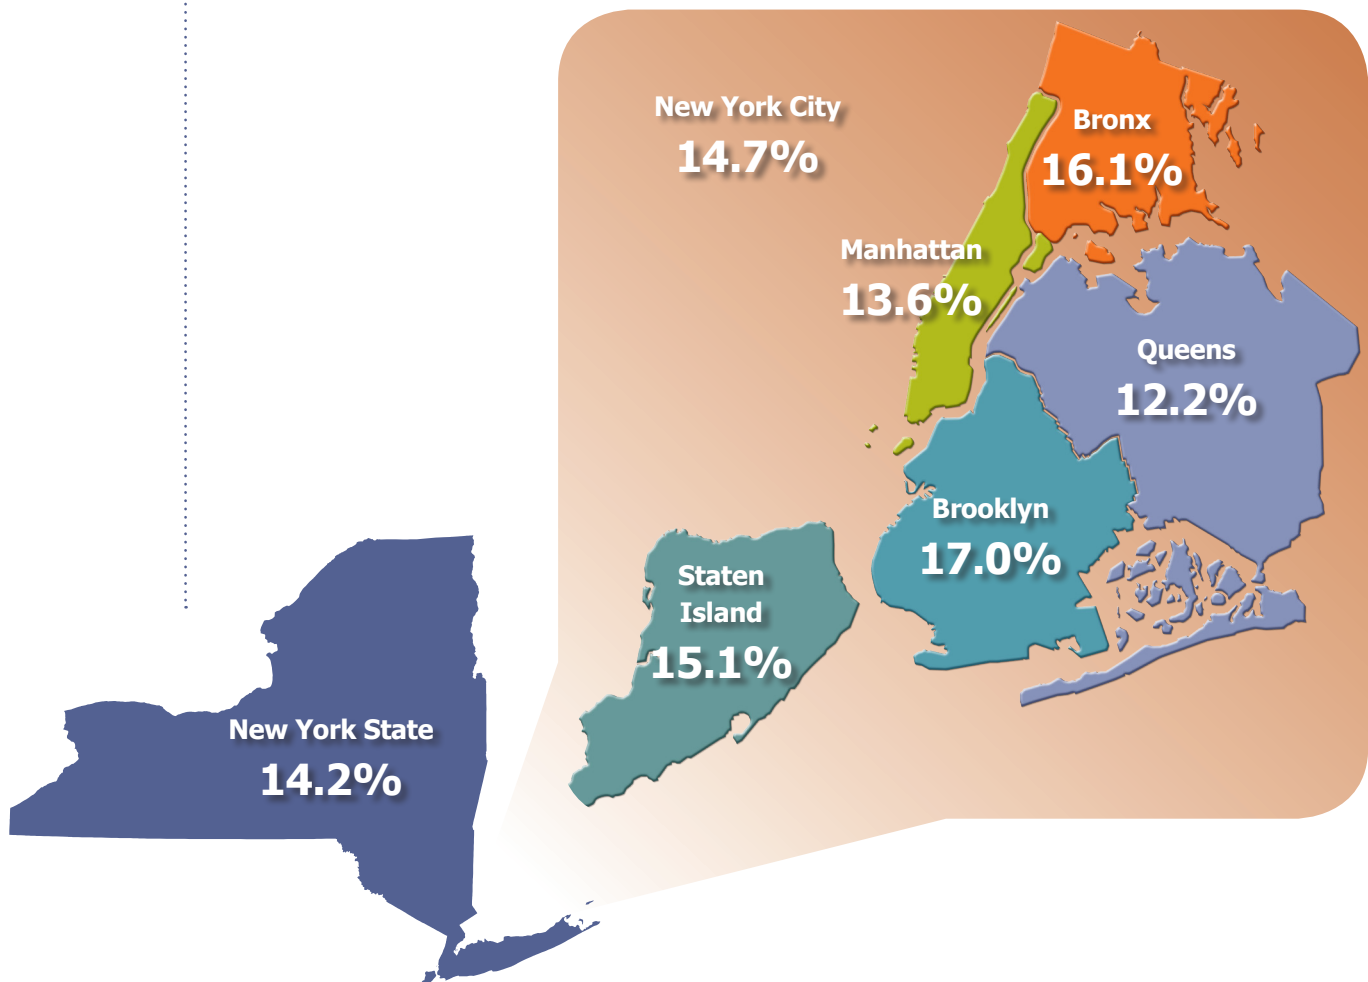 New York City
14.7%
Bronx
16.1%
Manhattan
13.6%
Queens
12.2%
Brooklyn
17.0%
Staten
Island
15.1%
New York State
14.2%